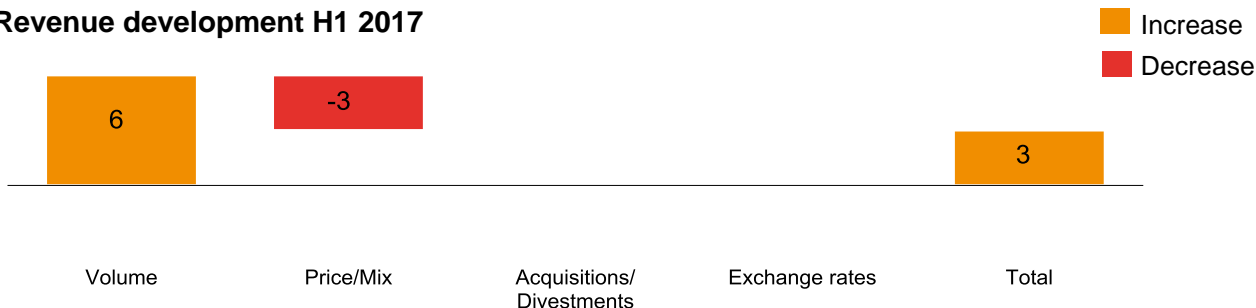 Revenue development H1 2017
Increase
Decrease
6
-3
3
Volume
Price/Mix
Acquisitions/
Divestments
Exchange rates
Total